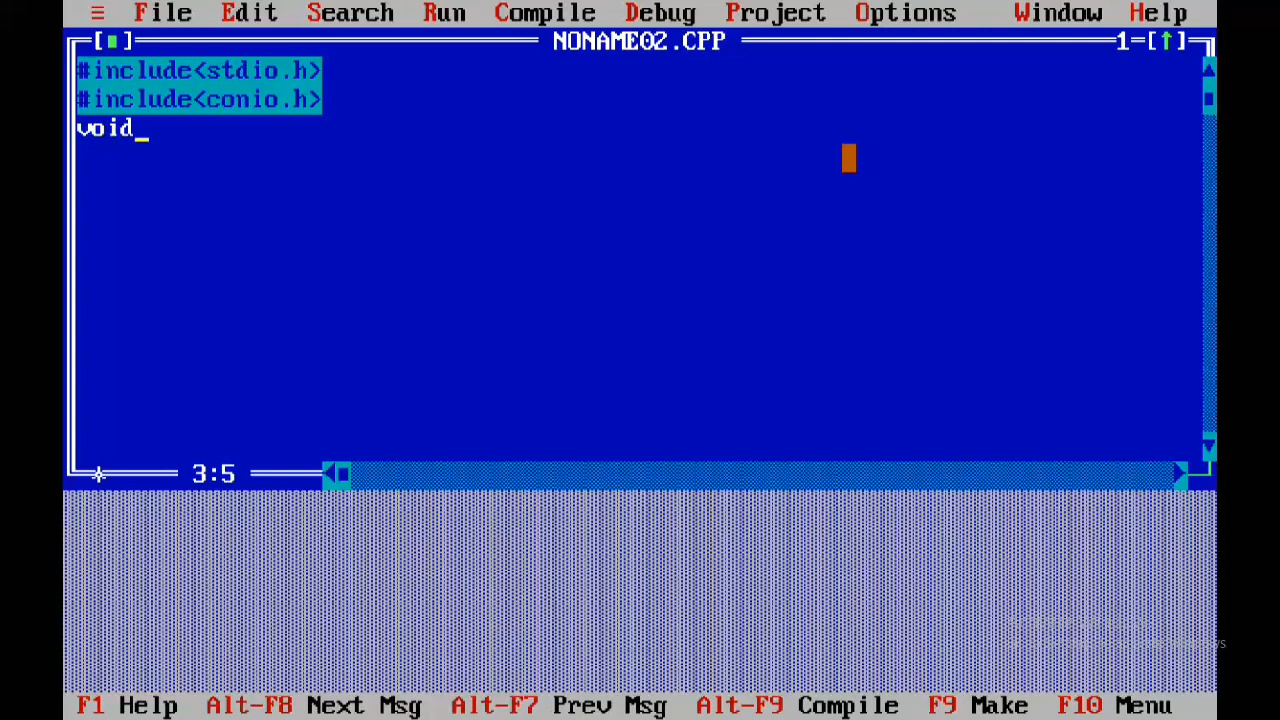 ≡ File Edit Search Run Compile Debug Project Options Window Help
[■] NONAME02.CPP 1=[↑]
#include<stdio.h>
#include<conio.h>
void_
3:5
F1 Help Alt-F8 Next Msg Alt-F7 Prev Msg Alt-F9 Compile F9 Make F10 Menu